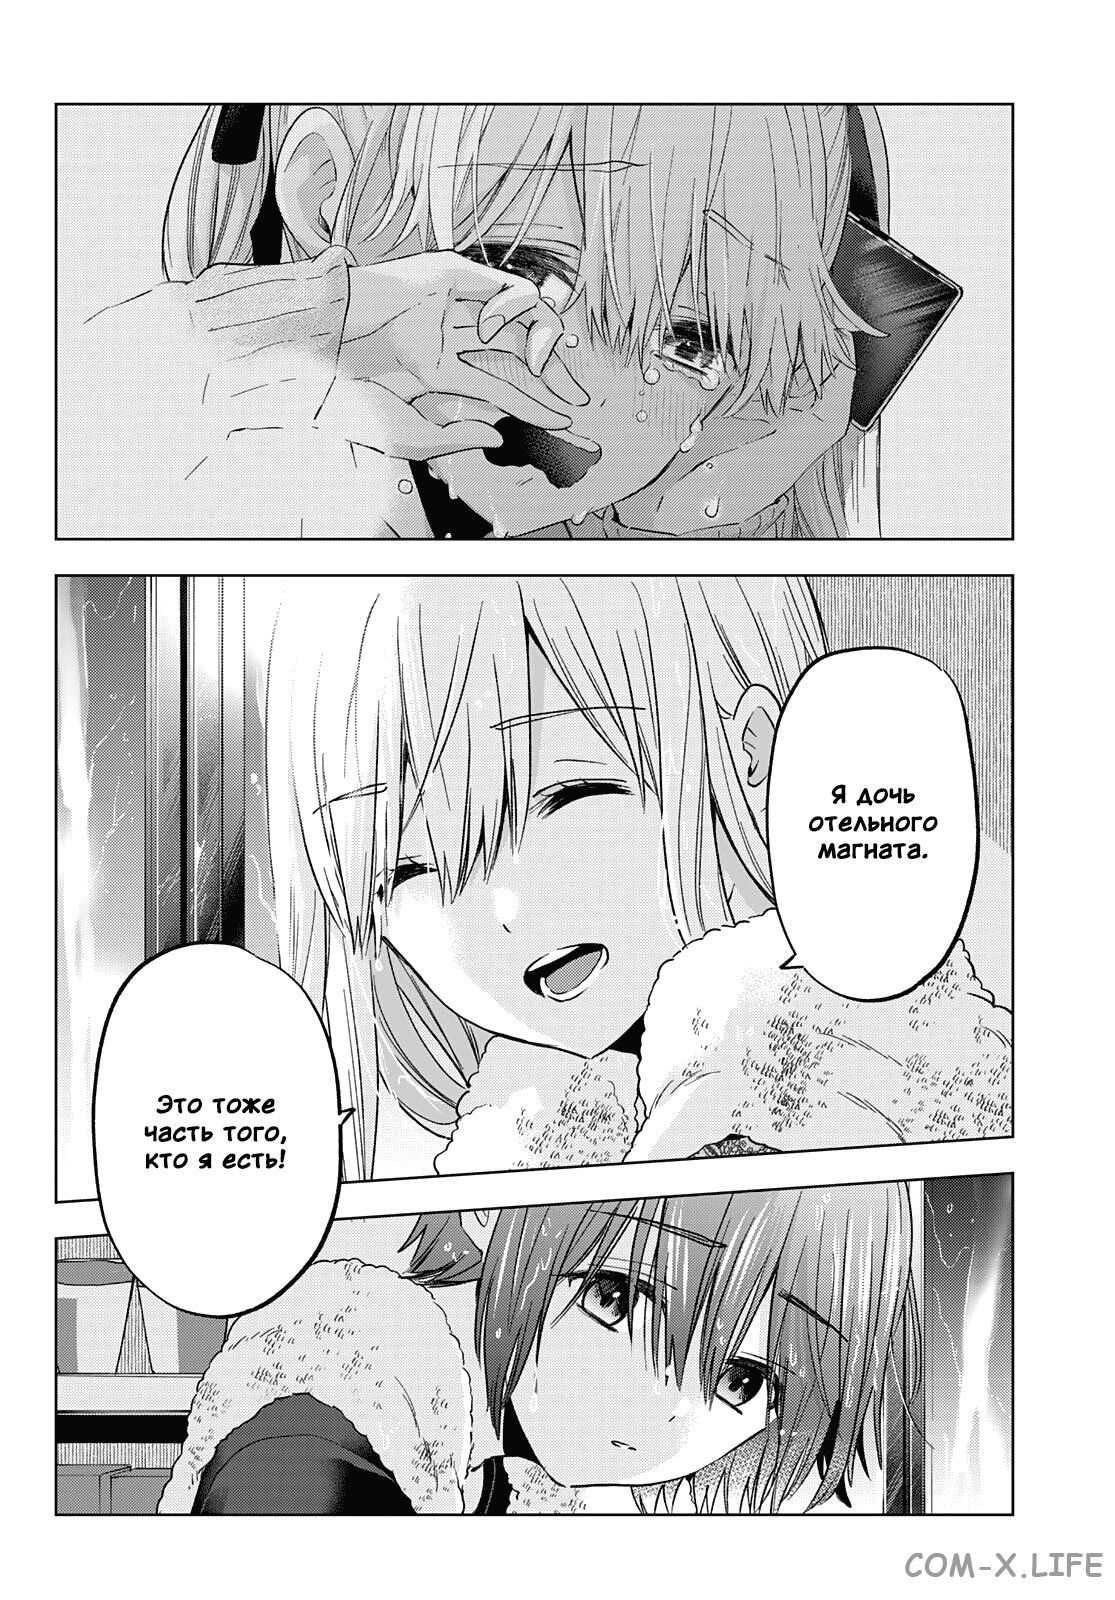 Я дочь
отельного
магната.
Это тоже
часть того,
кто я есть!
COM-X.LIFE